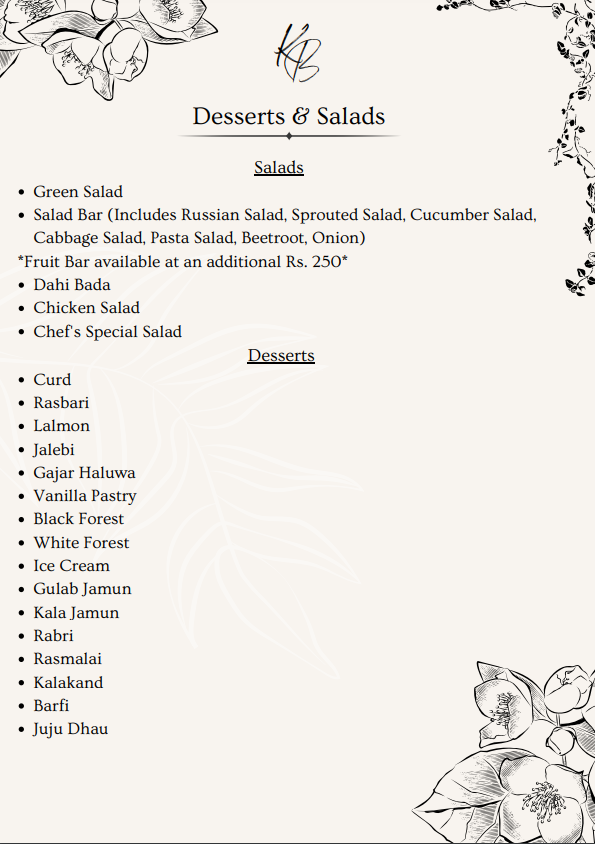 KB
Desserts & Salads
Salads
• Green Salad
• Salad Bar (Includes Russian Salad, Sprouted Salad, Cucumber Salad,
Cabbage Salad, Pasta Salad, Beetroot, Onion)
*Fruit Bar available at an additional Rs. 250*
• Dahi Bada
• Chicken Salad
• Chef's Special Salad
Desserts
• Curd
• Rasbari
• Lalmon
• Jalebi
• Gajar Haluwa
• Vanilla Pastry
• Black Forest
• White Forest
• Ice Cream
• Gulab Jamun
• Kala Jamun
• Rabri
• Rasmalai
• Kalakand
• Barfi
• Juju Dhau